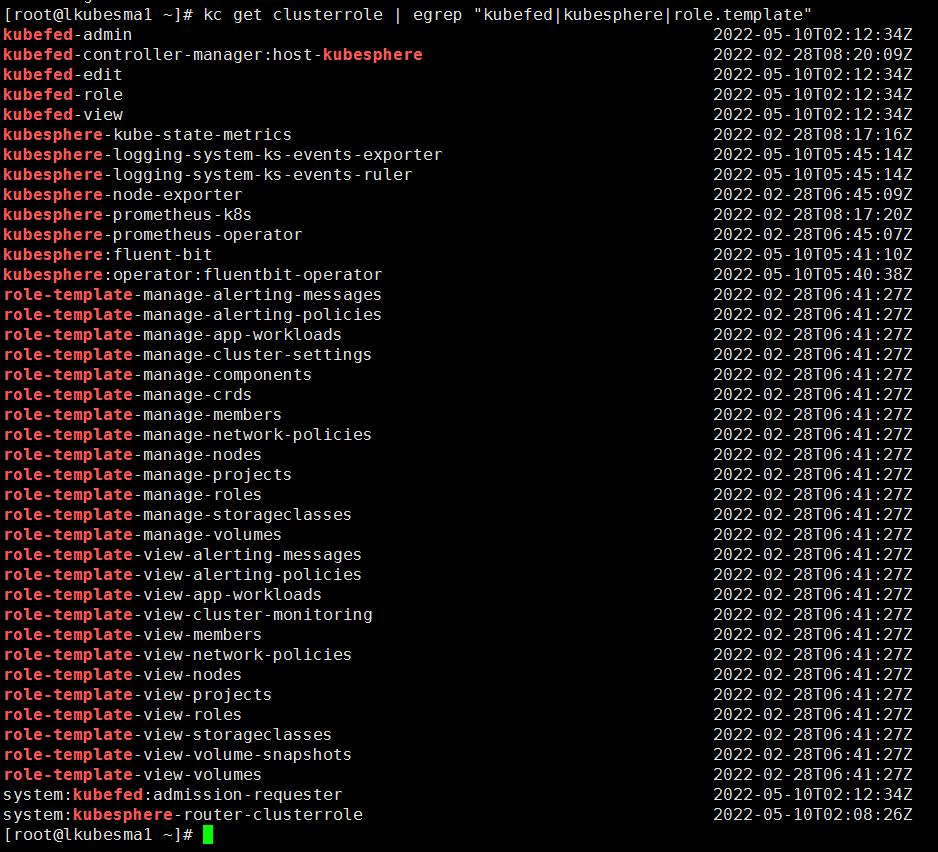 [root@lkubesma1 ~]# kc get clusterrole | egrep "kubefed|kubesphere|role.template"
kubefed-admin 2022-05-10T02:12:34Z
kubefed-controller-manager:host-kubesphere 2022-02-28T08:20:09Z
kubefed-edit 2022-05-10T02:12:34Z
kubefed-role 2022-05-10T02:12:34Z
kubefed-view 2022-05-10T02:12:34Z
kubesphere-kube-state-metrics 2022-02-28T08:17:16Z
kubesphere-logging-system-ks-events-exporter 2022-05-10T05:45:14Z
kubesphere-logging-system-ks-events-ruler 2022-05-10T05:45:14Z
kubesphere-node-exporter 2022-02-28T06:45:09Z
kubesphere-prometheus-k8s 2022-02-28T08:17:20Z
kubesphere-prometheus-operator 2022-02-28T06:45:07Z
kubesphere:fluent-bit 2022-05-10T05:41:10Z
kubesphere:operator:fluentbit-operator 2022-05-10T05:40:38Z
role-template-manage-alerting-messages 2022-02-28T06:41:27Z
role-template-manage-alerting-policies 2022-02-28T06:41:27Z
role-template-manage-app-workloads 2022-02-28T06:41:27Z
role-template-manage-cluster-settings 2022-02-28T06:41:27Z
role-template-manage-components 2022-02-28T06:41:27Z
role-template-manage-crds 2022-02-28T06:41:27Z
role-template-manage-members 2022-02-28T06:41:27Z
role-template-manage-network-policies 2022-02-28T06:41:27Z
role-template-manage-nodes 2022-02-28T06:41:27Z
role-template-manage-projects 2022-02-28T06:41:27Z
role-template-manage-roles 2022-02-28T06:41:27Z
role-template-manage-storageclasses 2022-02-28T06:41:27Z
role-template-manage-volumes 2022-02-28T06:41:27Z
role-template-view-alerting-messages 2022-02-28T06:41:27Z
role-template-view-alerting-policies 2022-02-28T06:41:27Z
role-template-view-app-workloads 2022-02-28T06:41:27Z
role-template-view-cluster-monitoring 2022-02-28T06:41:27Z
role-template-view-members 2022-02-28T06:41:27Z
role-template-view-network-policies 2022-02-28T06:41:27Z
role-template-view-nodes 2022-02-28T06:41:27Z
role-template-view-projects 2022-02-28T06:41:27Z
role-template-view-roles 2022-02-28T06:41:27Z
role-template-view-storageclasses 2022-02-28T06:41:27Z
role-template-view-volume-snapshots 2022-02-28T06:41:27Z
role-template-view-volumes 2022-02-28T06:41:27Z
system:kubefed:admission-requester 2022-05-10T02:12:34Z
system:kubesphere-router-clusterrole 2022-05-10T02:08:26Z
[root@lkubesma1 ~]#